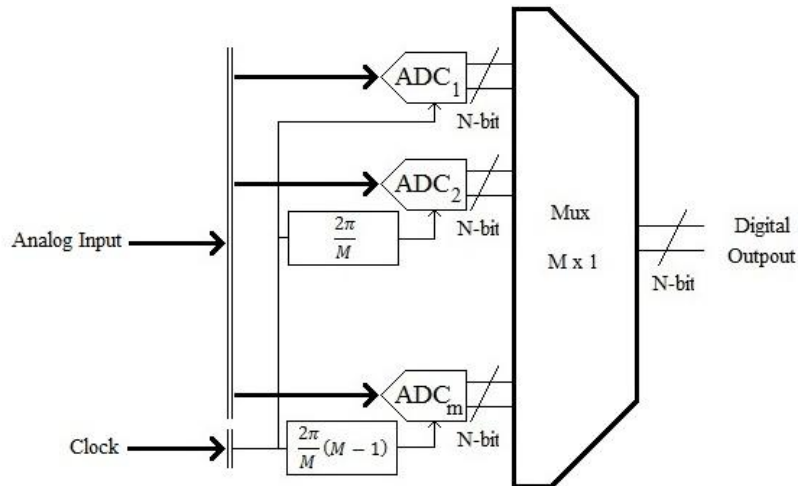 ADC1
N-bit
ADC2
2π/M
N-bit
Analog Input
Mux
M x 1
Digital
Outpout
N-bit
ADCm
Clock
2π/M (M − 1)
N-bit